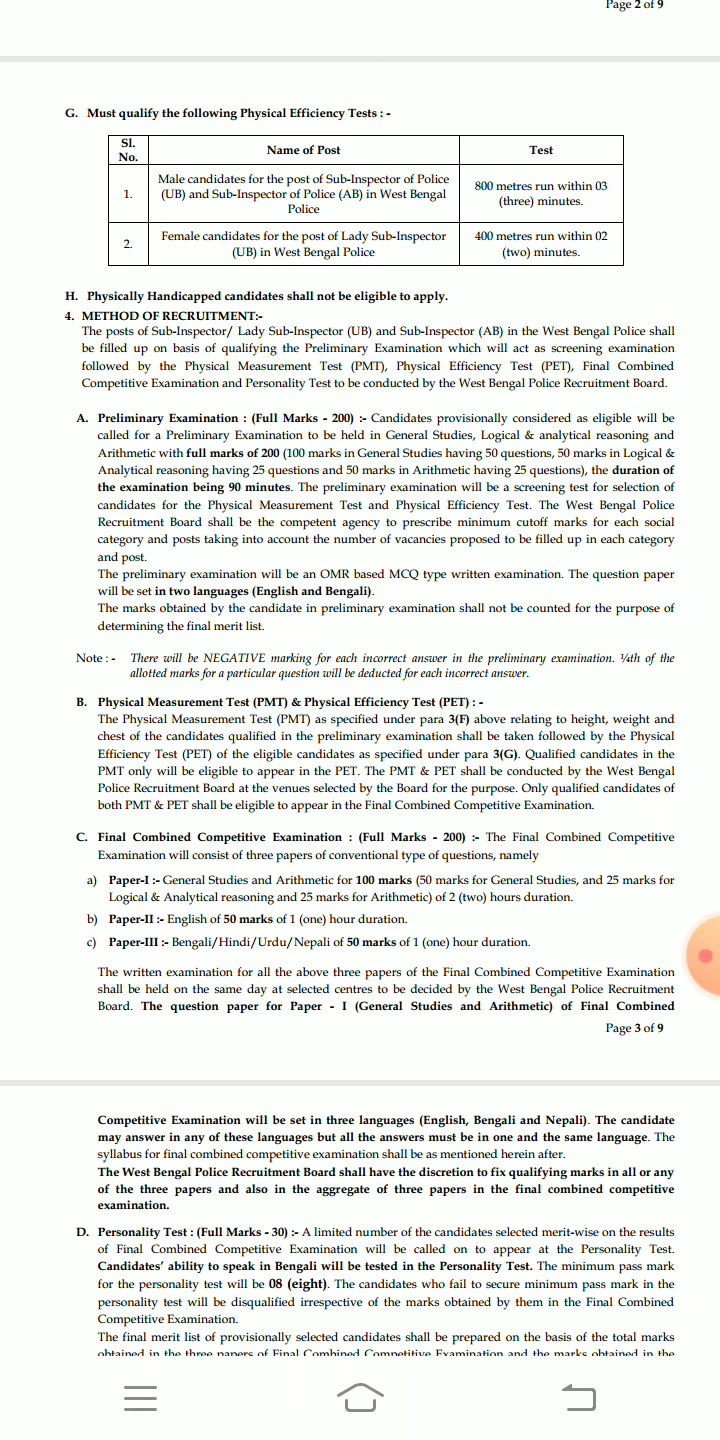 Page 2 of 9
G. Must qualify the following Physical Efficiency Tests : -
Sl. No. Name of Post Test
1. Male candidates for the post of Sub-Inspector of Police (UB) and Sub-Inspector of Police (AB) in West Bengal Police 800 metres run within 03 (three) minutes.
2. Female candidates for the post of Lady Sub-Inspector (UB) in West Bengal Police 400 metres run within 02 (two) minutes.
H. Physically Handicapped candidates shall not be eligible to apply.
4. METHOD OF RECRUITMENT:-
The posts of Sub-Inspector/ Lady Sub-Inspector (UB) and Sub-Inspector (AB) in the West Bengal Police shall
be filled up on basis of qualifying the Preliminary Examination which will act as screening examination
followed by the Physical Measurement Test (PMT), Physical Efficiency Test (PET), Final Combined
Competitive Examination and Personality Test to be conducted by the West Bengal Police Recruitment Board.
A. Preliminary Examination : (Full Marks - 200) :- Candidates provisionally considered as eligible will be
called for a Preliminary Examination to be held in General Studies, Logical & analytical reasoning and
Arithmetic with full marks of 200 (100 marks in General Studies having 50 questions, 50 marks in Logical &
Analytical reasoning having 25 questions and 50 marks in Arithmetic having 25 questions), the duration of
the examination being 90 minutes. The preliminary examination will be a screening test for selection of
candidates for the Physical Measurement Test and Physical Efficiency Test. The West Bengal Police
Recruitment Board shall be the competent agency to prescribe minimum cutoff marks for each social
category and posts taking into account the number of vacancies proposed to be filled up in each category
and post.
The preliminary examination will be an OMR based MCQ type written examination. The question paper
will be set in two languages (English and Bengali).
The marks obtained by the candidate in preliminary examination shall not be counted for the purpose of
determining the final merit list.
Note : - There will be NEGATIVE marking for each incorrect answer in the preliminary examination. ¼th of the
allotted marks for a particular question will be deducted for each incorrect answer.
B. Physical Measurement Test (PMT) & Physical Efficiency Test (PET) : -
The Physical Measurement Test (PMT) as specified under para 3(F) above relating to height, weight and
chest of the candidates qualified in the preliminary examination shall be taken followed by the Physical
Efficiency Test (PET) of the eligible candidates as specified under para 3(G). Qualified candidates in the
PMT only will be eligible to appear in the PET. The PMT & PET shall be conducted by the West Bengal
Police Recruitment Board at the venues selected by the Board for the purpose. Only qualified candidates of
both PMT & PET shall be eligible to appear in the Final Combined Competitive Examination.
C. Final Combined Competitive Examination : (Full Marks - 200) :- The Final Combined Competitive
Examination will consist of three papers of conventional type of questions, namely
a) Paper-I :- General Studies and Arithmetic for 100 marks (50 marks for General Studies, and 25 marks for
Logical & Analytical reasoning and 25 marks for Arithmetic) of 2 (two) hours duration.
b) Paper-II :- English of 50 marks of 1 (one) hour duration.
c) Paper-III :- Bengali/Hindi/Urdu/Nepali of 50 marks of 1 (one) hour duration.
The written examination for all the above three papers of the Final Combined Competitive Examination
shall be held on the same day at selected centres to be decided by the West Bengal Police Recruitment
Board. The question paper for Paper - I (General Studies and Arithmetic) of Final Combined
Page 3 of 9
Competitive Examination will be set in three languages (English, Bengali and Nepali). The candidate
may answer in any of these languages but all the answers must be in one and the same language. The
syllabus for final combined competitive examination shall be as mentioned herein after.
The West Bengal Police Recruitment Board shall have the discretion to fix qualifying marks in all or any
of the three papers and also in the aggregate of three papers in the final combined competitive
examination.
D. Personality Test : (Full Marks - 30) :- A limited number of the candidates selected merit-wise on the results
of Final Combined Competitive Examination will be called on to appear at the Personality Test.
Candidates' ability to speak in Bengali will be tested in the Personality Test. The minimum pass mark
for the personality test will be 08 (eight). The candidates who fail to secure minimum pass mark in the
personality test will be disqualified irrespective of the marks obtained by them in the Final Combined
Competitive Examination.
The final merit list of provisionally selected candidates shall be prepared on the basis of the total marks
obtained in the three papers of Final Combined Competitive Examination and the marks obtained in the